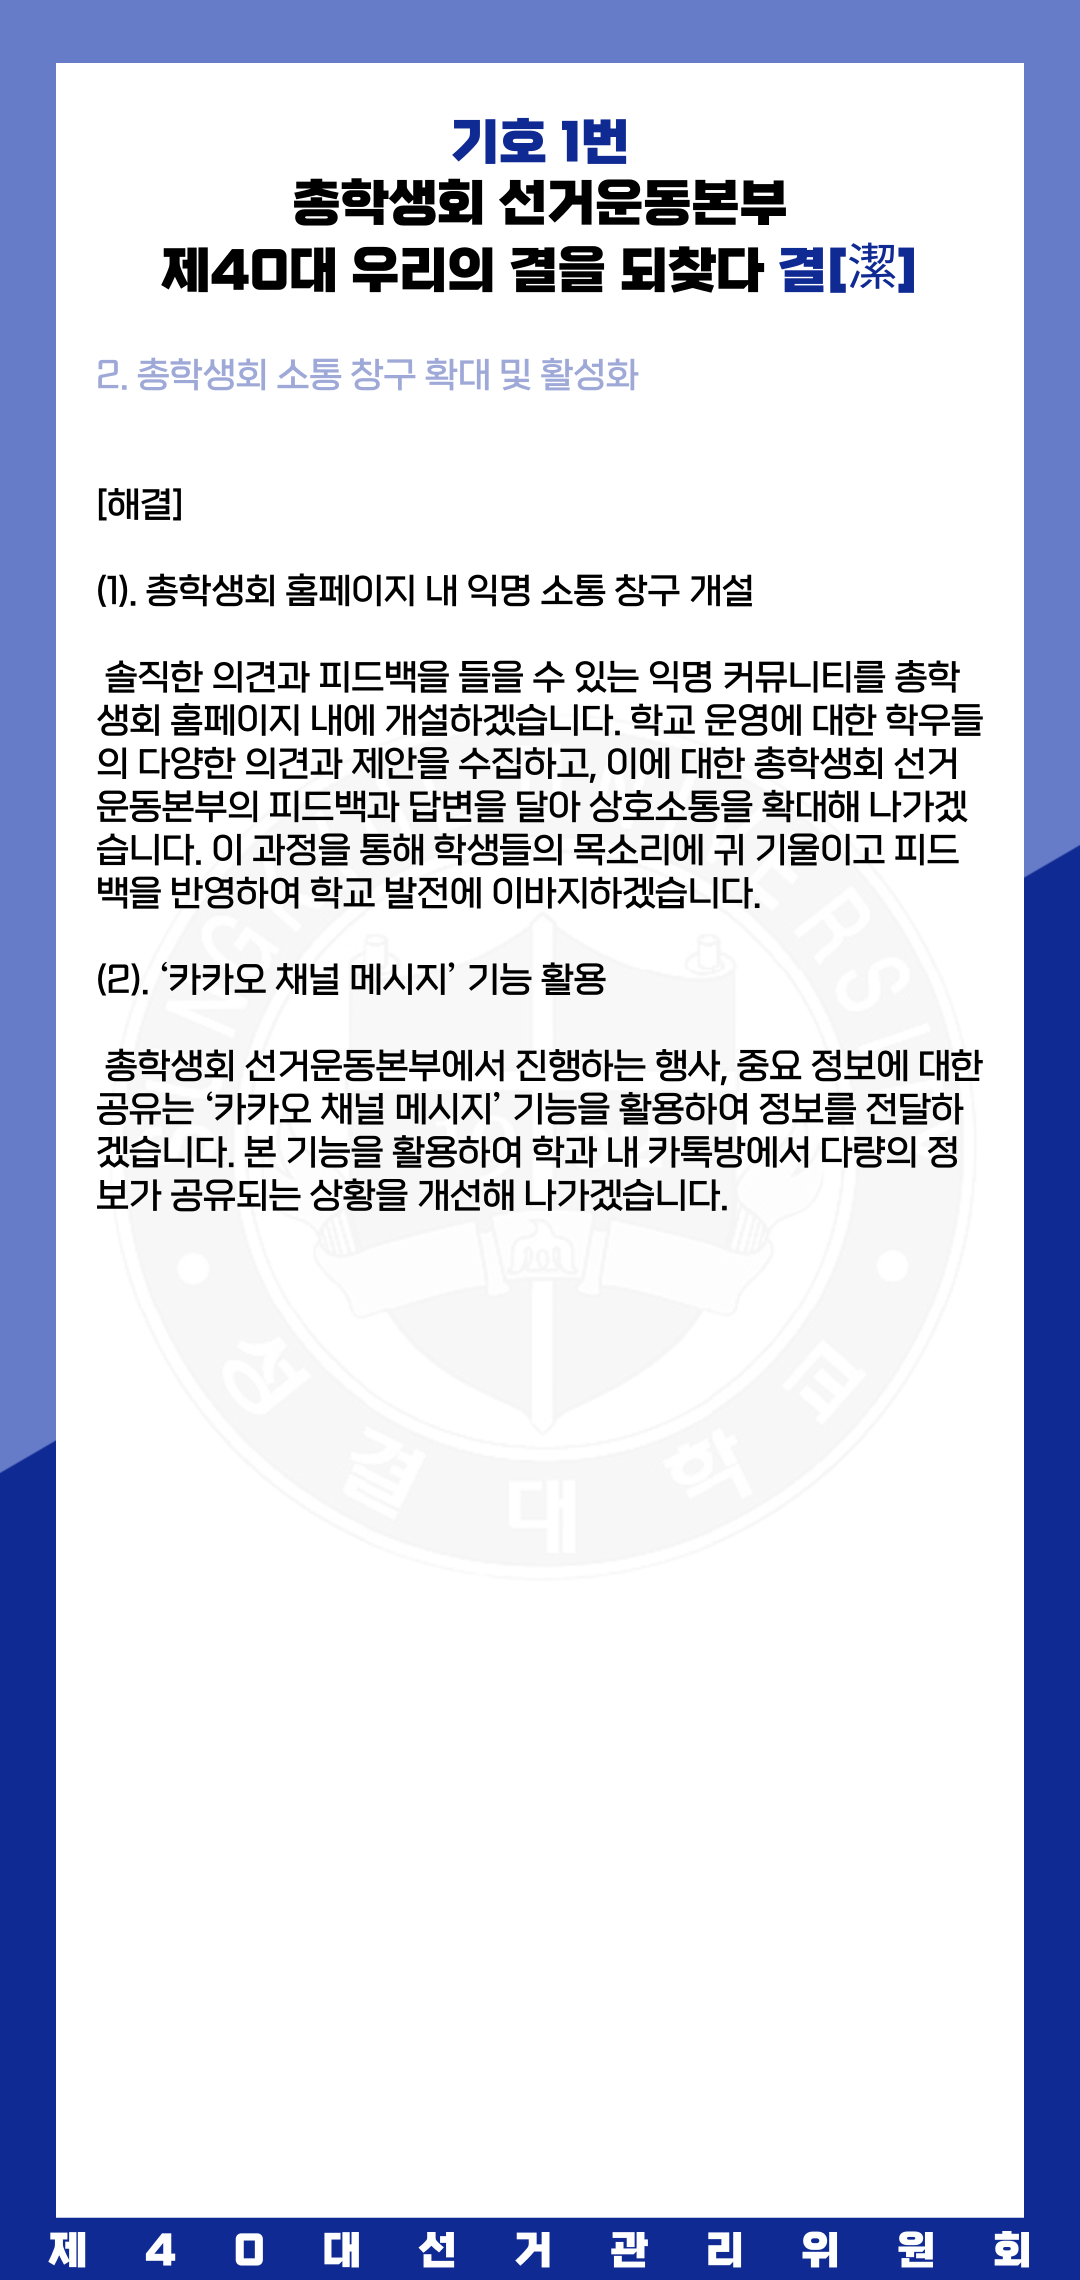 기호 1번
총학생회 선거운동본부
제40대 우리의 결을 되찾다 결[潔]
2. 총학생회 소통 창구 확대 및 활성화
[해결]
(1). 총학생회 홈페이지 내 익명 소통 창구 개설
솔직한 의견과 피드백을 들을 수 있는 익명 커뮤니티를 총학
생회 홈페이지 내에 개설하겠습니다. 학교 운영에 대한 학우들
의 다양한 의견과 제안을 수집하고, 이에 대한 총학생회 선거
운동본부의 피드백과 답변을 달아 상호소통을 확대해 나가겠
습니다. 이 과정을 통해 학생들의 목소리에 귀 기울이고 피드
백을 반영하여 학교 발전에 이바지하겠습니다.
(2). ‘카카오 채널 메시지’ 기능 활용
총학생회 선거운동본부에서 진행하는 행사, 중요 정보에 대한
공유는 ‘카카오 채널 메시지’ 기능을 활용하여 정보를 전달하
겠습니다. 본 기능을 활용하여 학과 내 카톡방에서 다량의 정
보가 공유되는 상황을 개선해 나가겠습니다.
성결대학교
제40대선거관리위원회